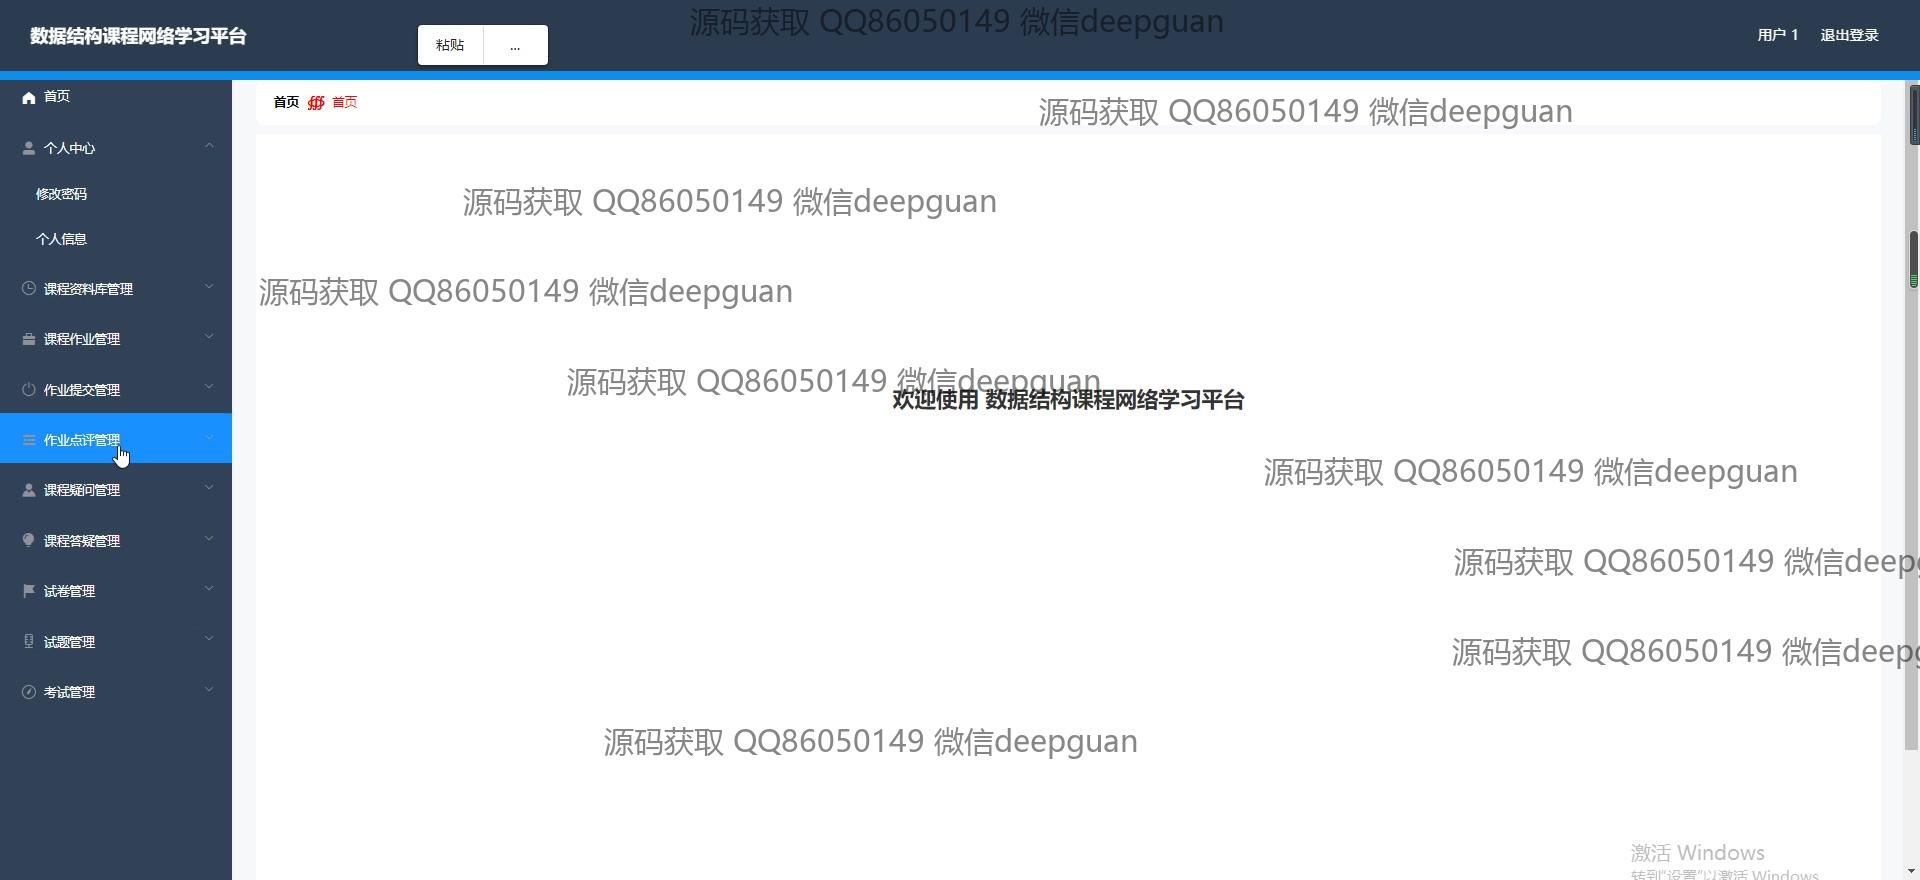 数据结构课程网络学习平台
粘贴
...
源码获取 QQ86050149 微信deepguan
用户 1
退出登录
首页
首页
首页
源码获取 QQ86050149 微信deepguan
个人中心
修改密码
源码获取 QQ86050149 微信deepguan
个人信息
课程资料库管理
源码获取 QQ86050149 微信deepguan
课程作业管理
作业提交管理
源码获取 QQ86050149 微信deepguan
欢迎使用 数据结构课程网络学习平台
作业点评管理
源码获取 QQ86050149 微信deepguan
课程疑问管理
课程答疑管理
源码获取 QQ86050149 微信deepg
试卷管理
试题管理
源码获取 QQ86050149 微信deepg
考试管理
源码获取 QQ86050149 微信deepguan
激活 Windows
转到“设置”以激活 Windows